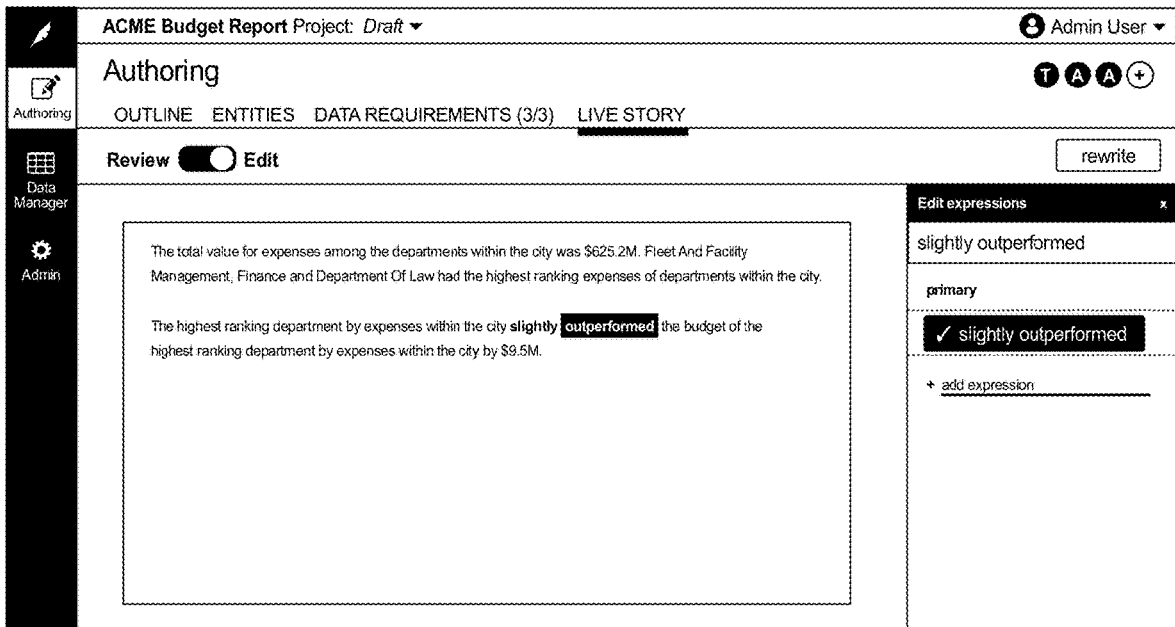 ACME Budget Report Project: Draft
Admin User
Authoring
T A A +
Authoring
OUTLINE ENTITIES DATA REQUIREMENTS (3/3) LIVE STORY
Review Edit
rewrite
Data
Manager
Admin
The total value for expenses among the departments within the city was $625.2M. Fleet And Facility
Management, Finance and Department Of Law had the highest ranking expenses of departments within the city.
The highest ranking department by expenses within the city slightly outperformed the budget of the
highest ranking department by expenses within the city by $9.5M.
Edit expressions x
slightly outperformed
primary
✓ slightly outperformed
+ add expression